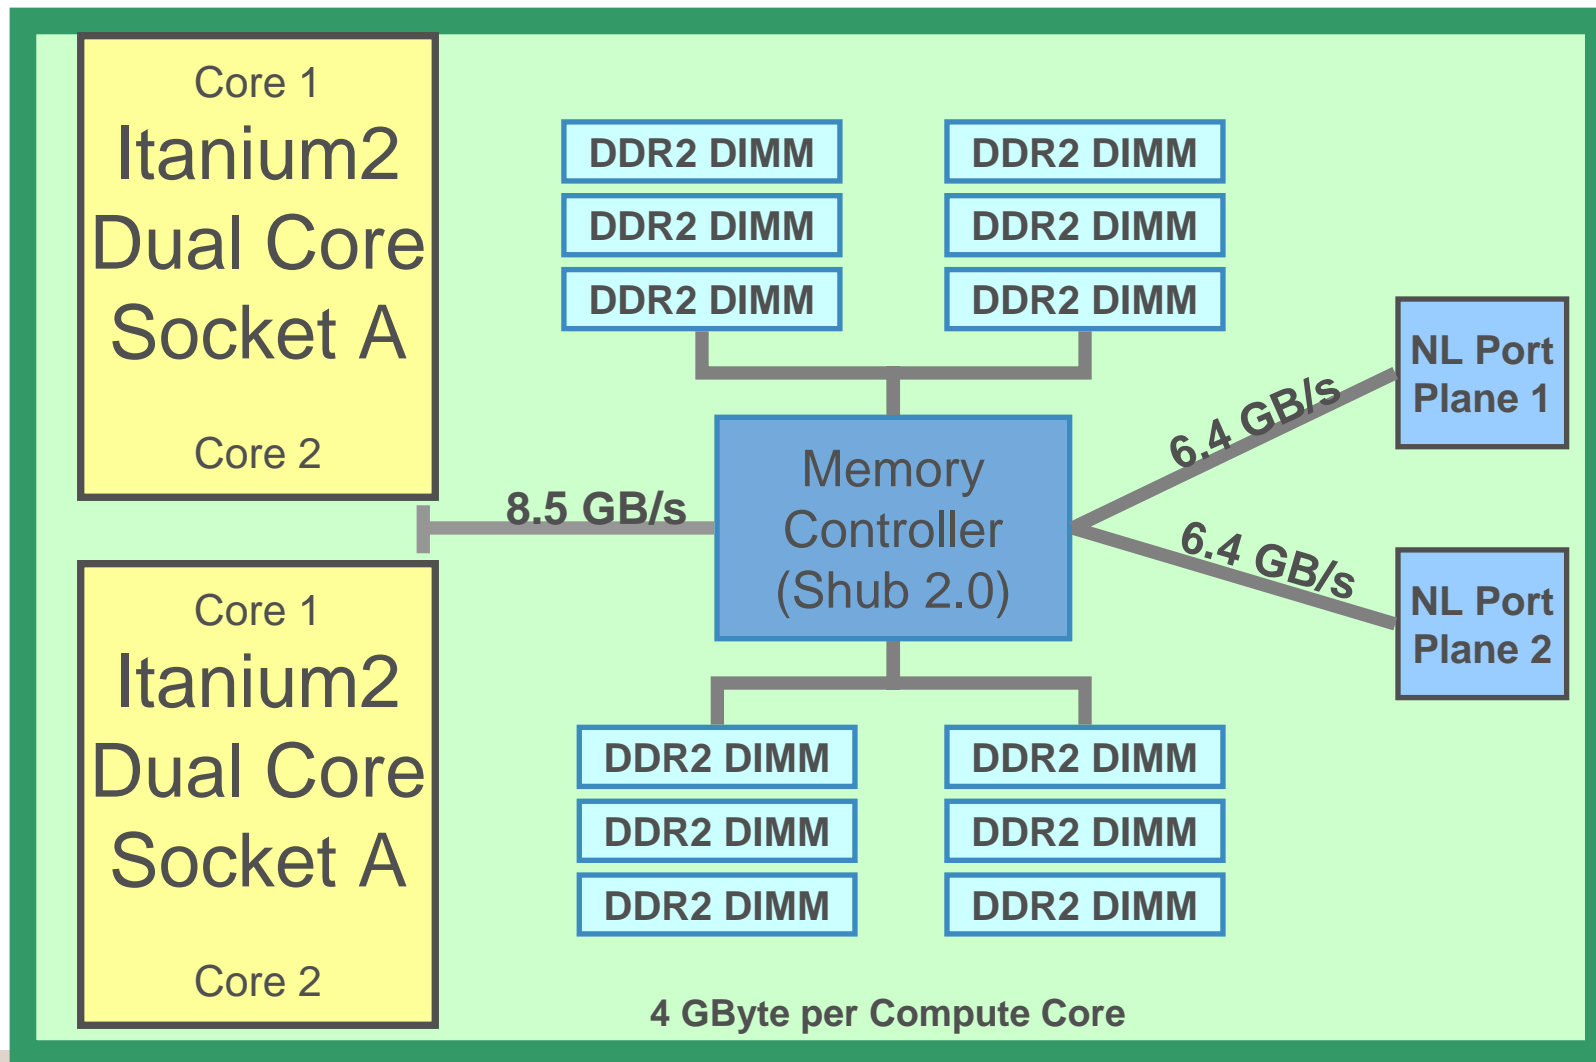 Core 1
Itanium2
Dual Core
Socket A
Core 2
Core 1
Itanium2
Dual Core
Socket A
Core 2
DDR2 DIMM
DDR2 DIMM
DDR2 DIMM
DDR2 DIMM
DDR2 DIMM
DDR2 DIMM
8.5 GB/s
Memory
Controller
(Shub 2.0)
6.4 GB/s
6.4 GB/s
NL Port
Plane 1
NL Port
Plane 2
DDR2 DIMM
DDR2 DIMM
DDR2 DIMM
DDR2 DIMM
DDR2 DIMM
DDR2 DIMM
4 GByte per Compute Core